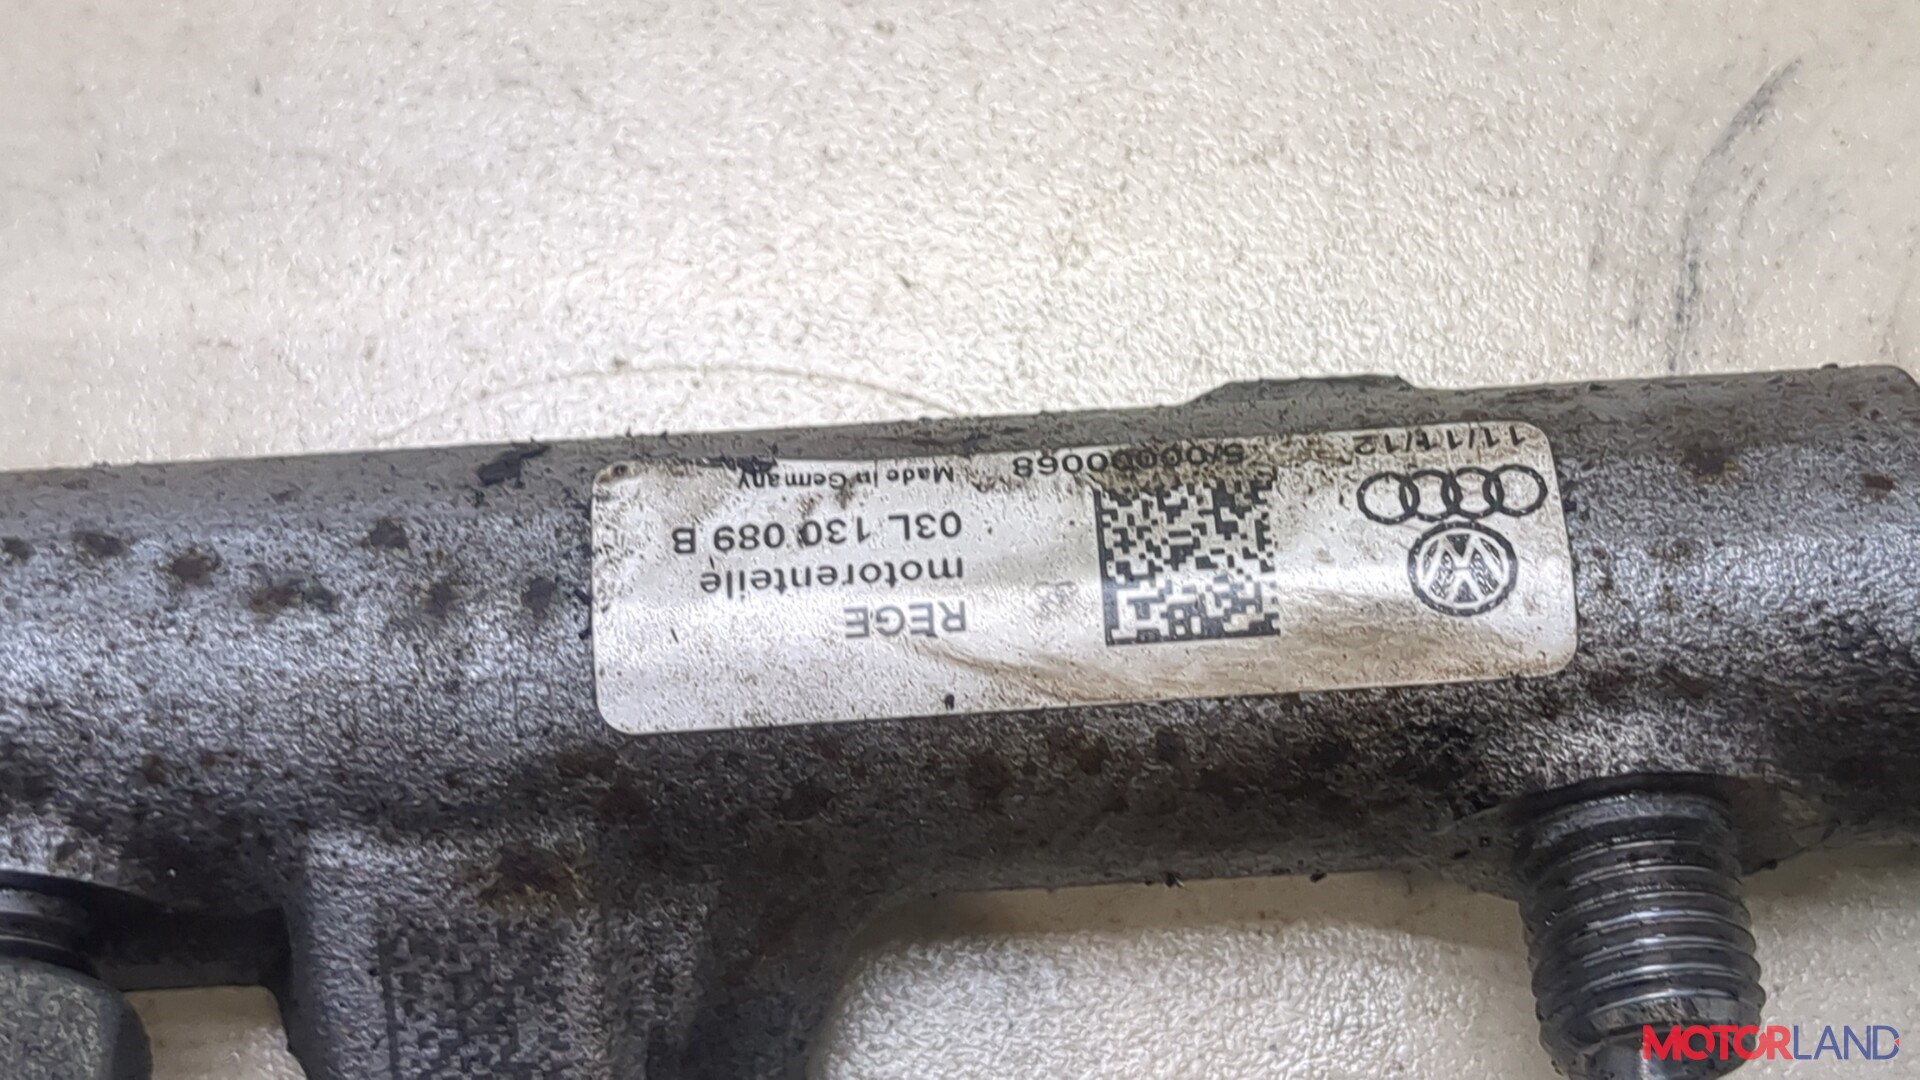 REGE
motorenteile
03L 130 089 B
Made in Germany
5/00000068
11/11/12
MOTORLAND